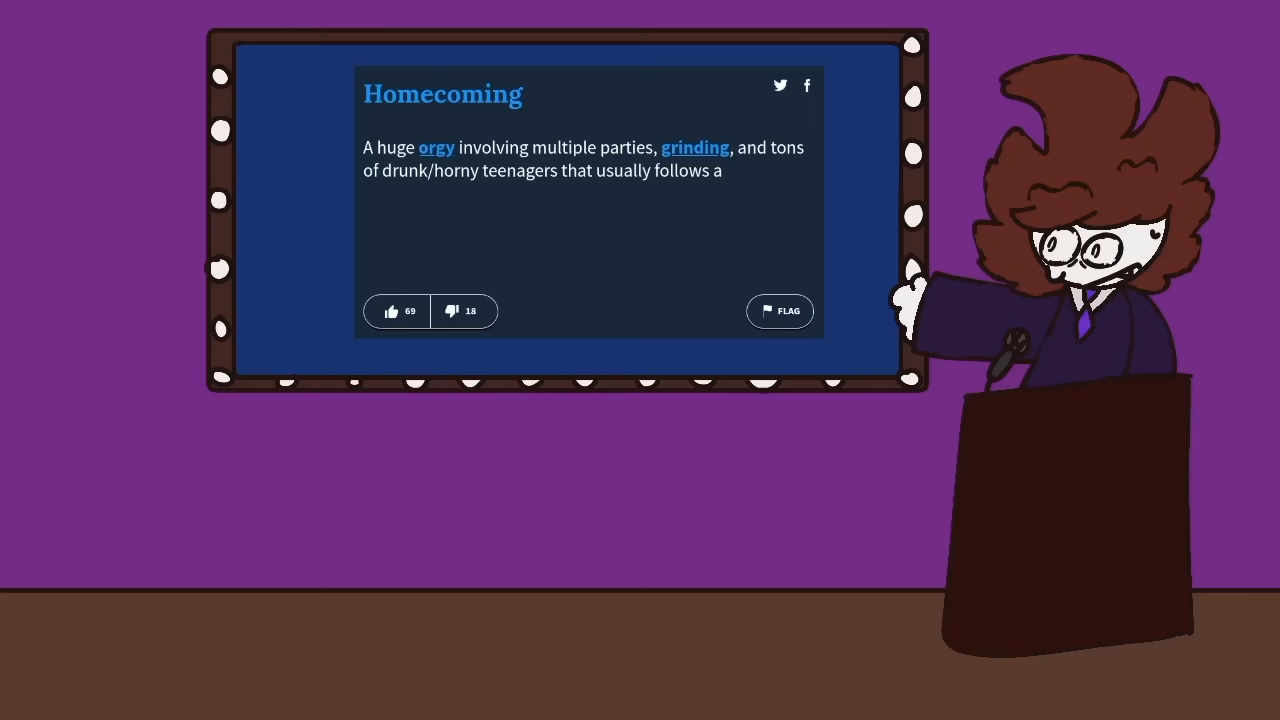 Homecoming
A huge orgy involving multiple parties, grinding, and tons
of drunk/horny teenagers that usually follows a
69
18
FLAG